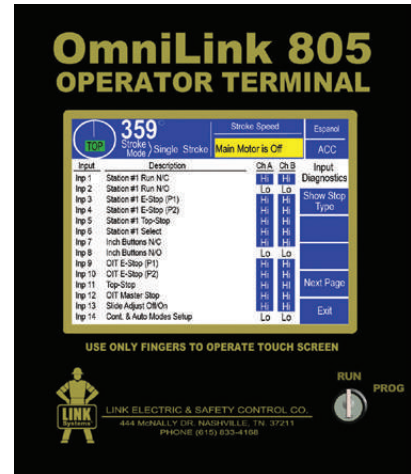 OmniLink 805
OPERATOR TERMINAL
TOP
359°
Stroke Mode / Single Stroke
Stroke Speed
Main Motor is Off
Espanol
ACC
Input Description Ch A Ch B
Input Diagnostics
Inp 1 Station #1 Run N/C Hi Hi
Inp 2 Station #1 Run N/O Lo Lo
Inp 3 Station #1 E-Stop (P1) Hi Hi
Inp 4 Station #1 E-Stop (P2) Hi Hi
Inp 5 Station #1 Top-Stop Hi Hi
Inp 6 Station #1 Select Hi Hi
Inp 7 Inch Buttons N/C Hi Hi
Inp 8 Inch Buttons N/O Lo Lo
Inp 9 OIT E-Stop (P1) Hi Hi
Inp 10 OIT E-Stop (P2) Hi Hi
Inp 11 Top-Stop Hi Hi
Inp 12 OIT Master Stop Hi Hi
Inp 13 Slide Adjust Off/On Hi Hi
Inp 14 Cont. & Auto Modes Setup Lo Lo
Show Stop Type
Next Page
Exit
USE ONLY FINGERS TO OPERATE TOUCH SCREEN
RUN
PROG
LINK
Systems
LINK ELECTRIC & SAFETY CONTROL CO.
444 McNALLY DR. NASHVILLE, TN. 37211
PHONE (615) 833-4168